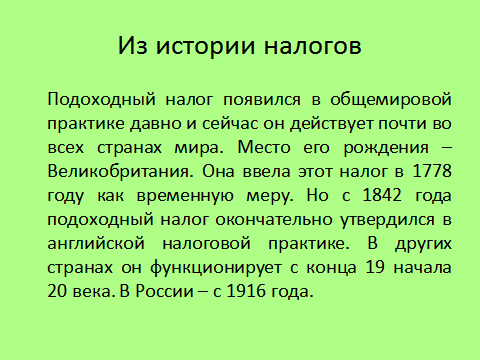 Из истории налогов
Подоходный налог появился в общемировой
практике давно и сейчас он действует почти во
всех странах мира. Место его рождения –
Великобритания. Она ввела этот налог в 1778
году как временную меру. Но с 1842 года
подоходный налог окончательно утвердился в
английской налоговой практике. В других
странах он функционирует с конца 19 начала
20 века. В России – с 1916 года.